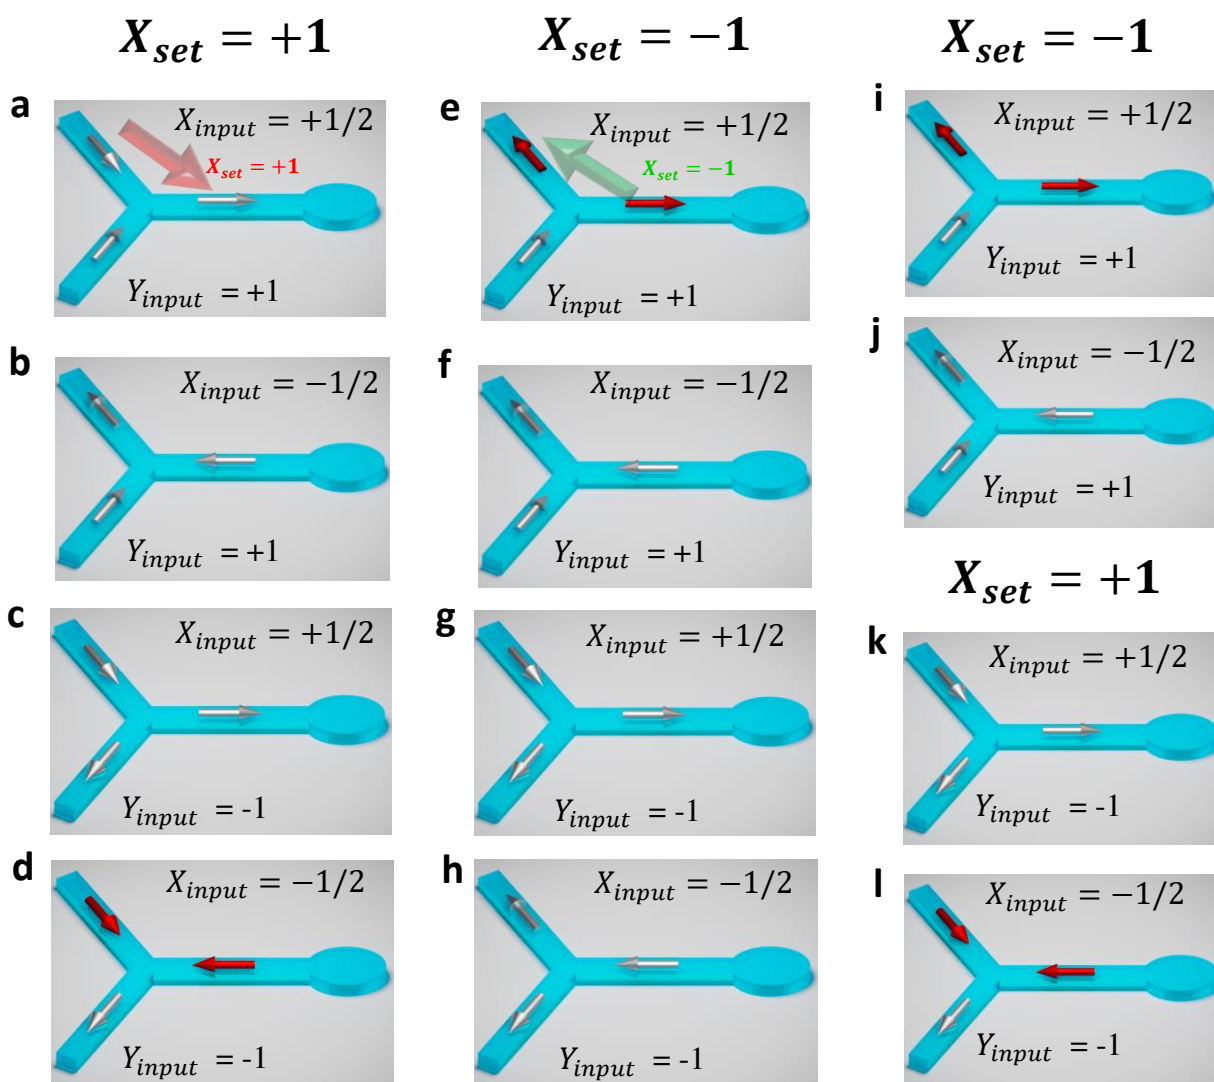 X_set = +1
a
X_input = +1/2
X_set = +1
Y_input = +1
b
X_input = −1/2
Y_input = +1
c
X_input = +1/2
Y_input = -1
d
X_input = −1/2
Y_input = -1
X_set = −1
e
X_input = +1/2
X_set = −1
Y_input = +1
f
X_input = −1/2
Y_input = +1
g
X_input = +1/2
Y_input = -1
h
X_input = −1/2
Y_input = -1
X_set = −1
i
X_input = +1/2
Y_input = +1
j
X_input = −1/2
Y_input = +1
X_set = +1
k
X_input = +1/2
Y_input = -1
l
X_input = −1/2
Y_input = -1